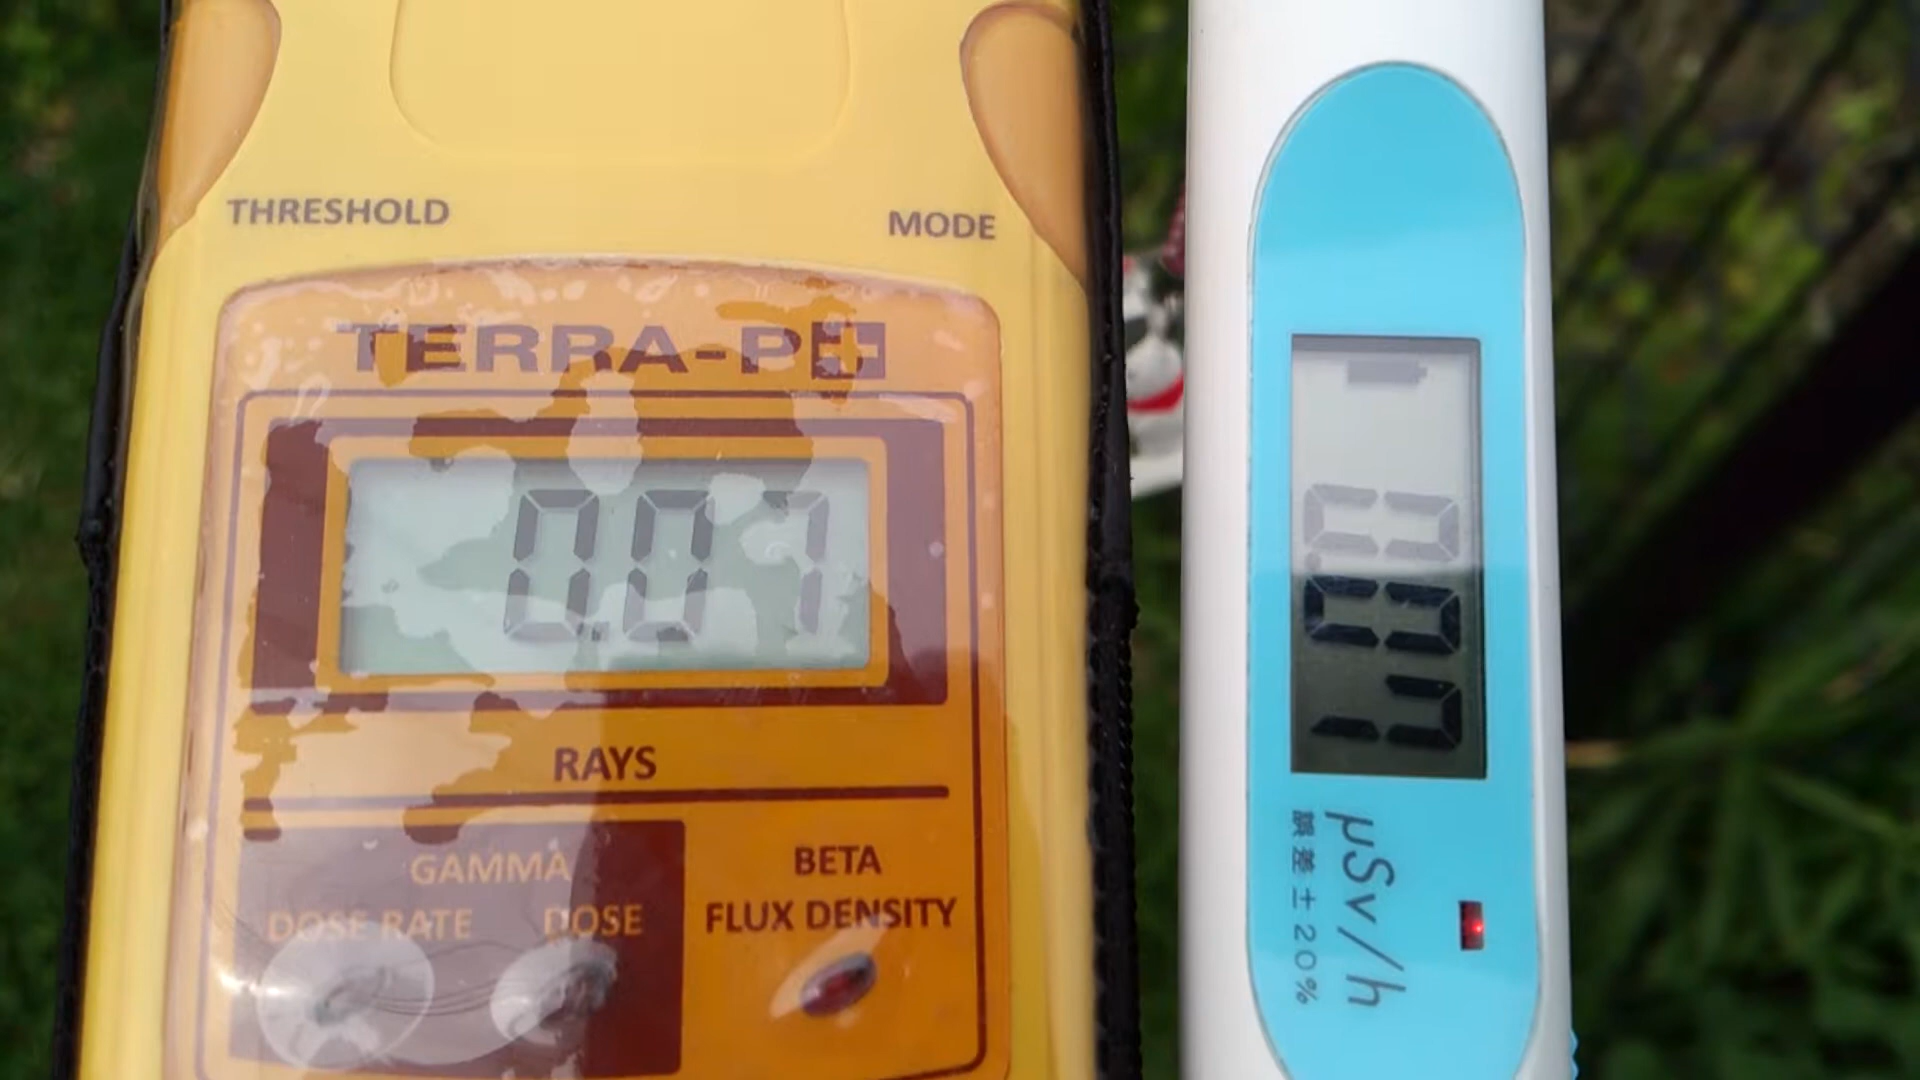 THRESHOLD
MODE
TERRA-P+
0.07
RAYS
GAMMA
DOSE RATE
DOSE
BETA
FLUX DENSITY
0.07
μSv/h
誤差±20%